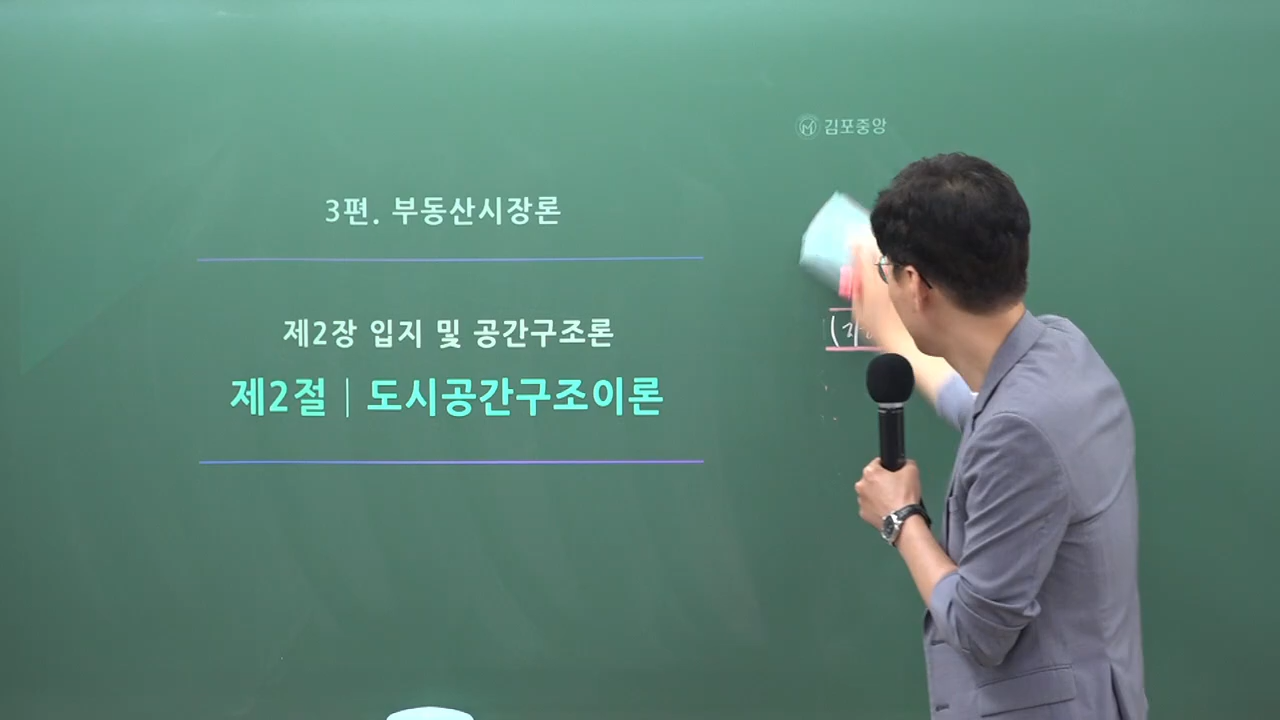 김포중앙
3편. 부동산시장론
제2장 입지 및 공간구조론
제2절 | 도시공간구조이론